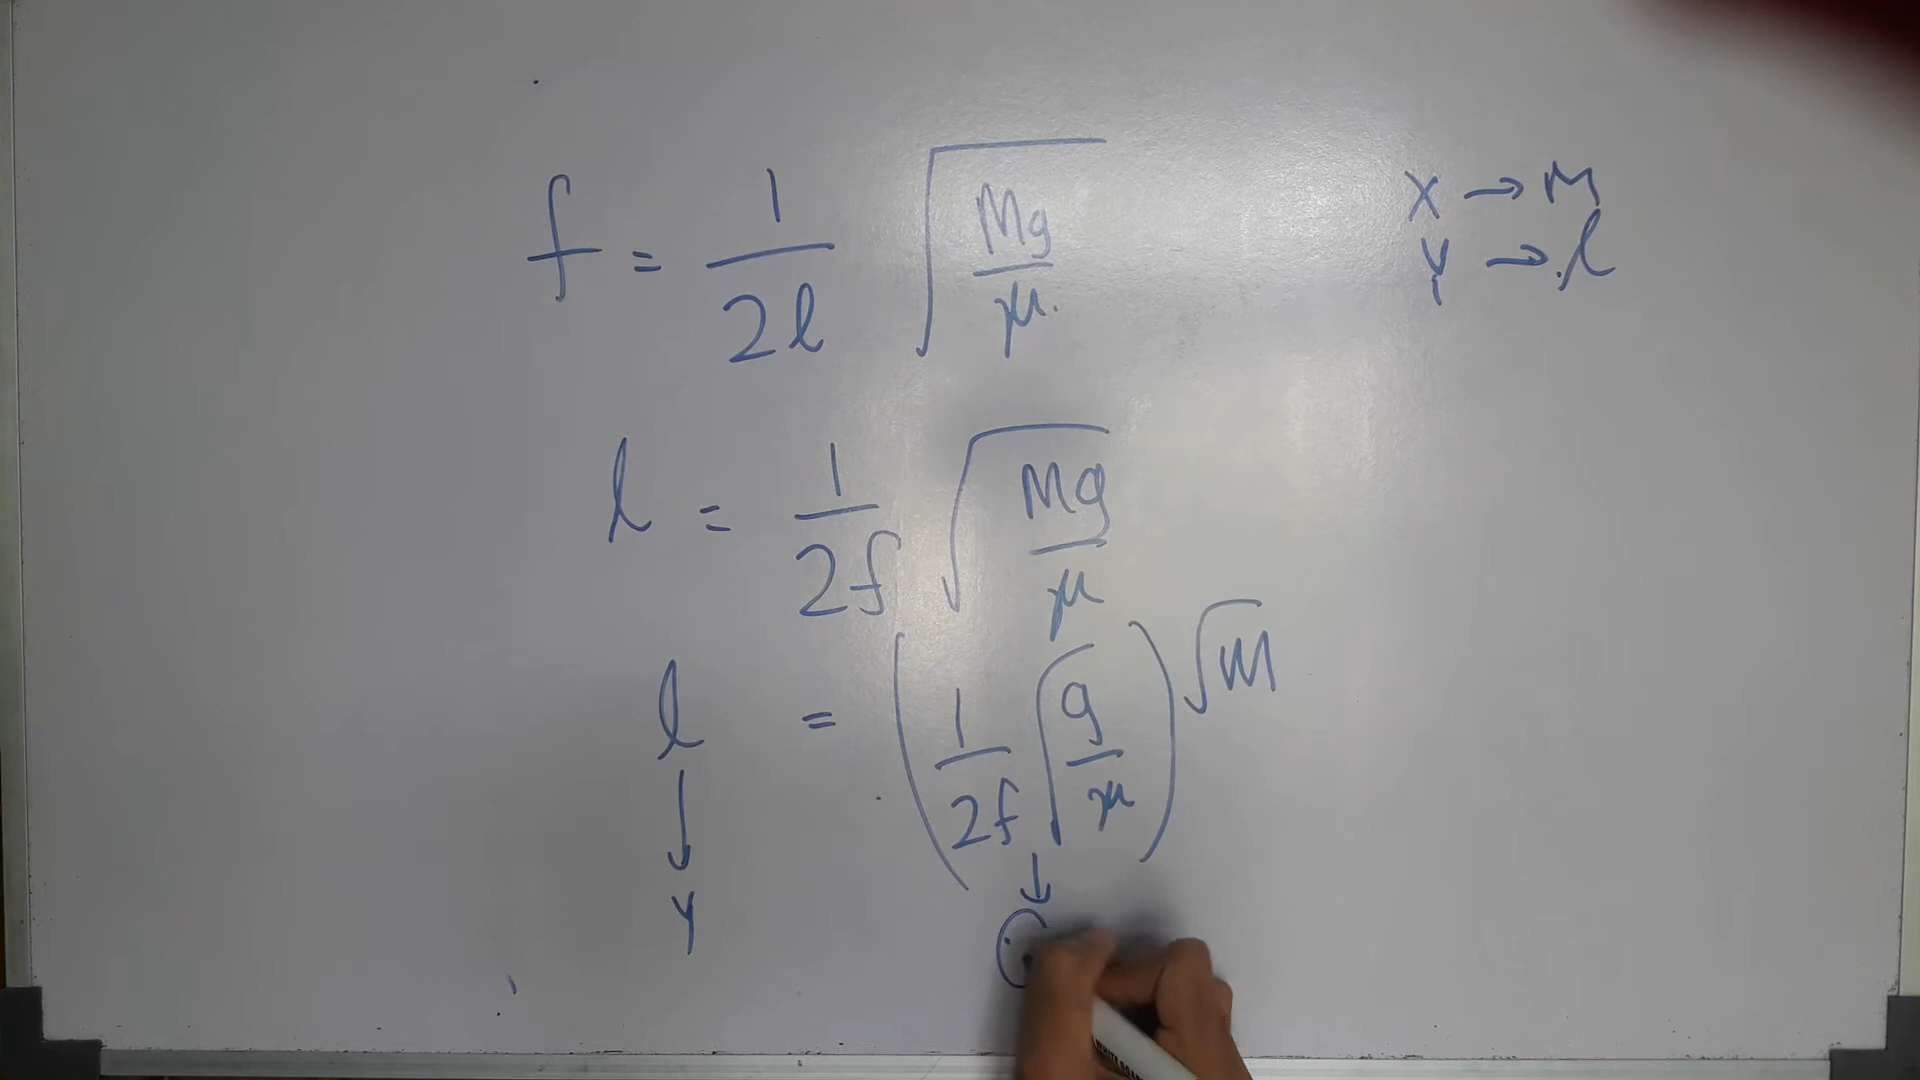 f = 1/2l √(Mg/μ)
x → M
y → l
l = 1/2f √(Mg/μ)
l = (1/2f √(g/μ)) √M
↓ ↓
y